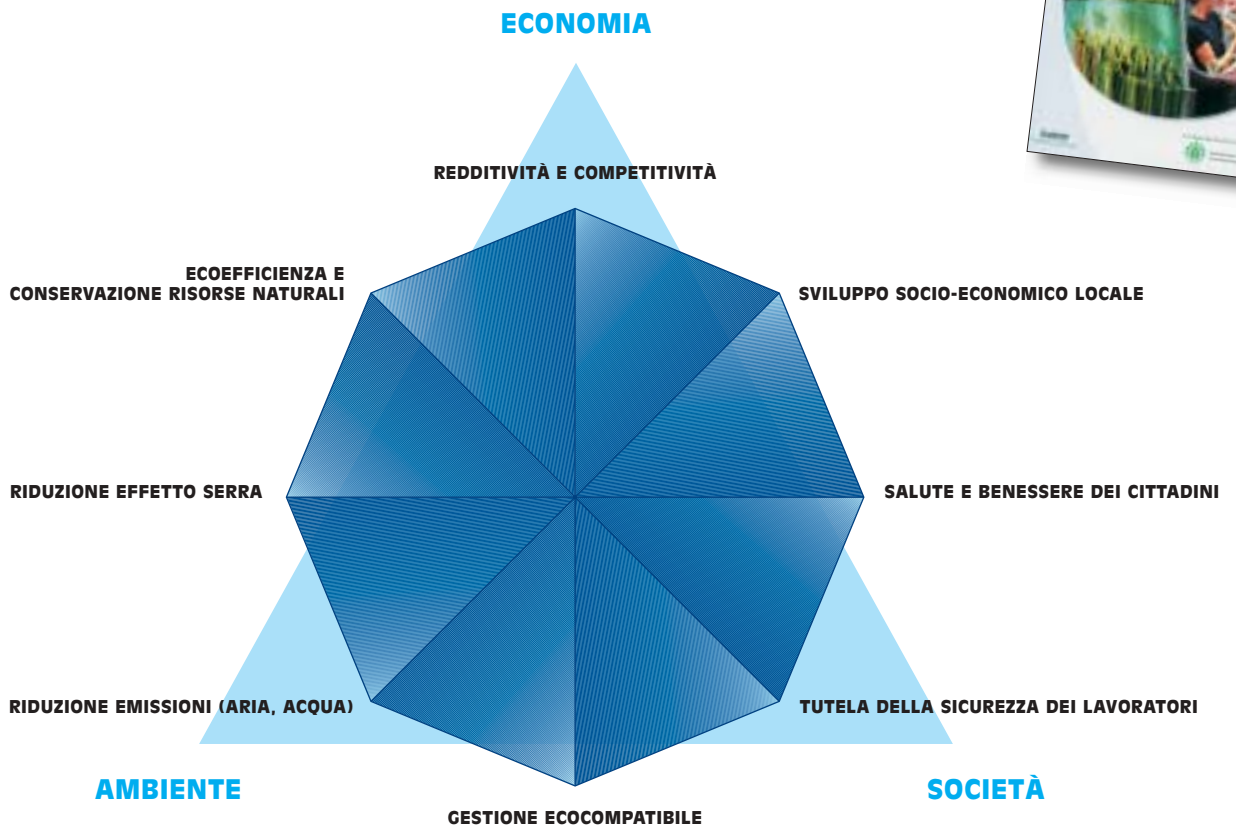 ECONOMIA
REDDITIVITÀ E COMPETITIVITÀ
ECOEFFICIENZA E
CONSERVAZIONE RISORSE NATURALI
SVILUPPO SOCIO-ECONOMICO LOCALE
RIDUZIONE EFFETTO SERRA
SALUTE E BENESSERE DEI CITTADINI
RIDUZIONE EMISSIONI (ARIA, ACQUA)
TUTELA DELLA SICUREZZA DEI LAVORATORI
AMBIENTE
SOCIETÀ
GESTIONE ECOCOMPATIBILE